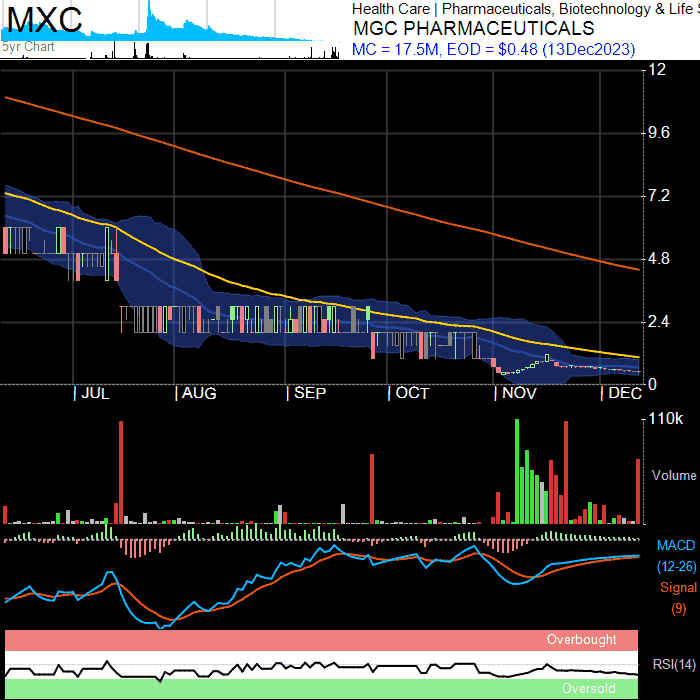 MXC
5yr Chart
Health Care | Pharmaceuticals, Biotechnology & Life
MGC PHARMACEUTICALS
MC = 17.5M, EOD = $0.48 (13Dec2023)
12
9.6
7.2
4.8
2.4
0
JUL AUG SEP OCT NOV DEC
110k
Volume
MACD
(12-26)
Signal
(9)
Overbought
RSI(14)
Oversold